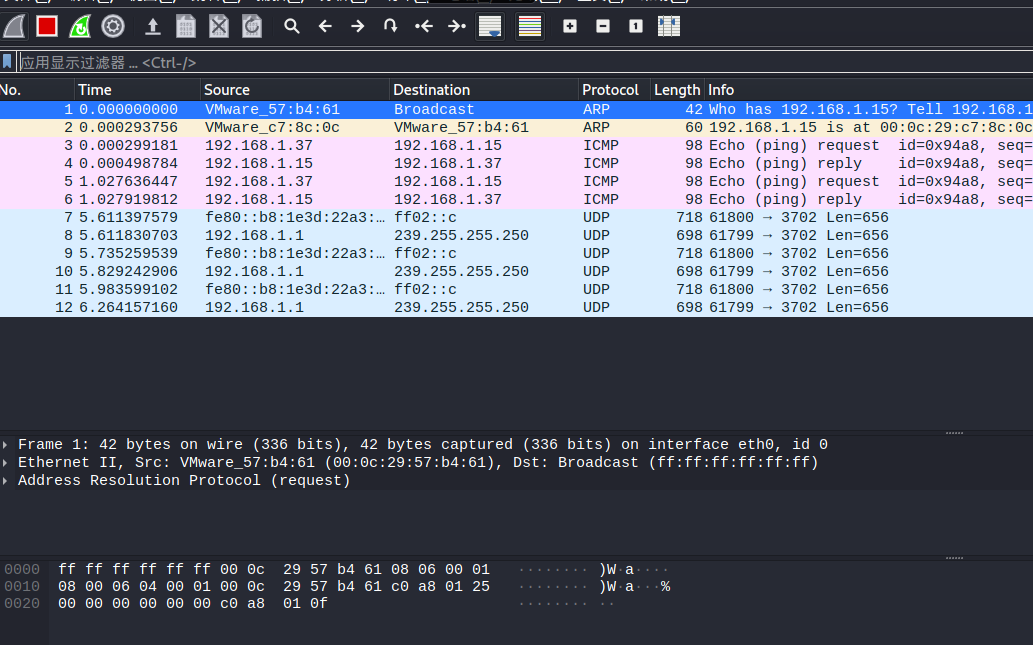 应用显示过滤器 … <Ctrl-/>
No. Time Source Destination Protocol Length Info
1 0.000000000 VMware_57:b4:61 Broadcast ARP 42 Who has 192.168.1.15? Tell 192.168.1
2 0.000293756 VMware_c7:8c:0c VMware_57:b4:61 ARP 60 192.168.1.15 is at 00:0c:29:c7:8c:0c
3 0.000299181 192.168.1.37 192.168.1.15 ICMP 98 Echo (ping) request id=0x94a8, seq=
4 0.000498784 192.168.1.15 192.168.1.37 ICMP 98 Echo (ping) reply id=0x94a8, seq=
5 1.027636447 192.168.1.37 192.168.1.15 ICMP 98 Echo (ping) request id=0x94a8, seq=
6 1.027919812 192.168.1.15 192.168.1.37 ICMP 98 Echo (ping) reply id=0x94a8, seq=
7 5.611397579 fe80::b8:1e3d:22a3:… ff02::c UDP 718 61800 → 3702 Len=656
8 5.611830703 192.168.1.1 239.255.255.250 UDP 698 61799 → 3702 Len=656
9 5.735259539 fe80::b8:1e3d:22a3:… ff02::c UDP 718 61800 → 3702 Len=656
10 5.829242906 192.168.1.1 239.255.255.250 UDP 698 61799 → 3702 Len=656
11 5.983599102 fe80::b8:1e3d:22a3:… ff02::c UDP 718 61800 → 3702 Len=656
12 6.264157160 192.168.1.1 239.255.255.250 UDP 698 61799 → 3702 Len=656
Frame 1: 42 bytes on wire (336 bits), 42 bytes captured (336 bits) on interface eth0, id 0
Ethernet II, Src: VMware_57:b4:61 (00:0c:29:57:b4:61), Dst: Broadcast (ff:ff:ff:ff:ff:ff)
Address Resolution Protocol (request)
0000 ff ff ff ff ff ff 00 0c 29 57 b4 61 08 06 00 01 ········ )W·a····
0010 08 00 06 04 00 01 00 0c 29 57 b4 61 c0 a8 01 25 ········ )W·a···%
0020 00 00 00 00 00 00 c0 a8 01 0f ········ ··